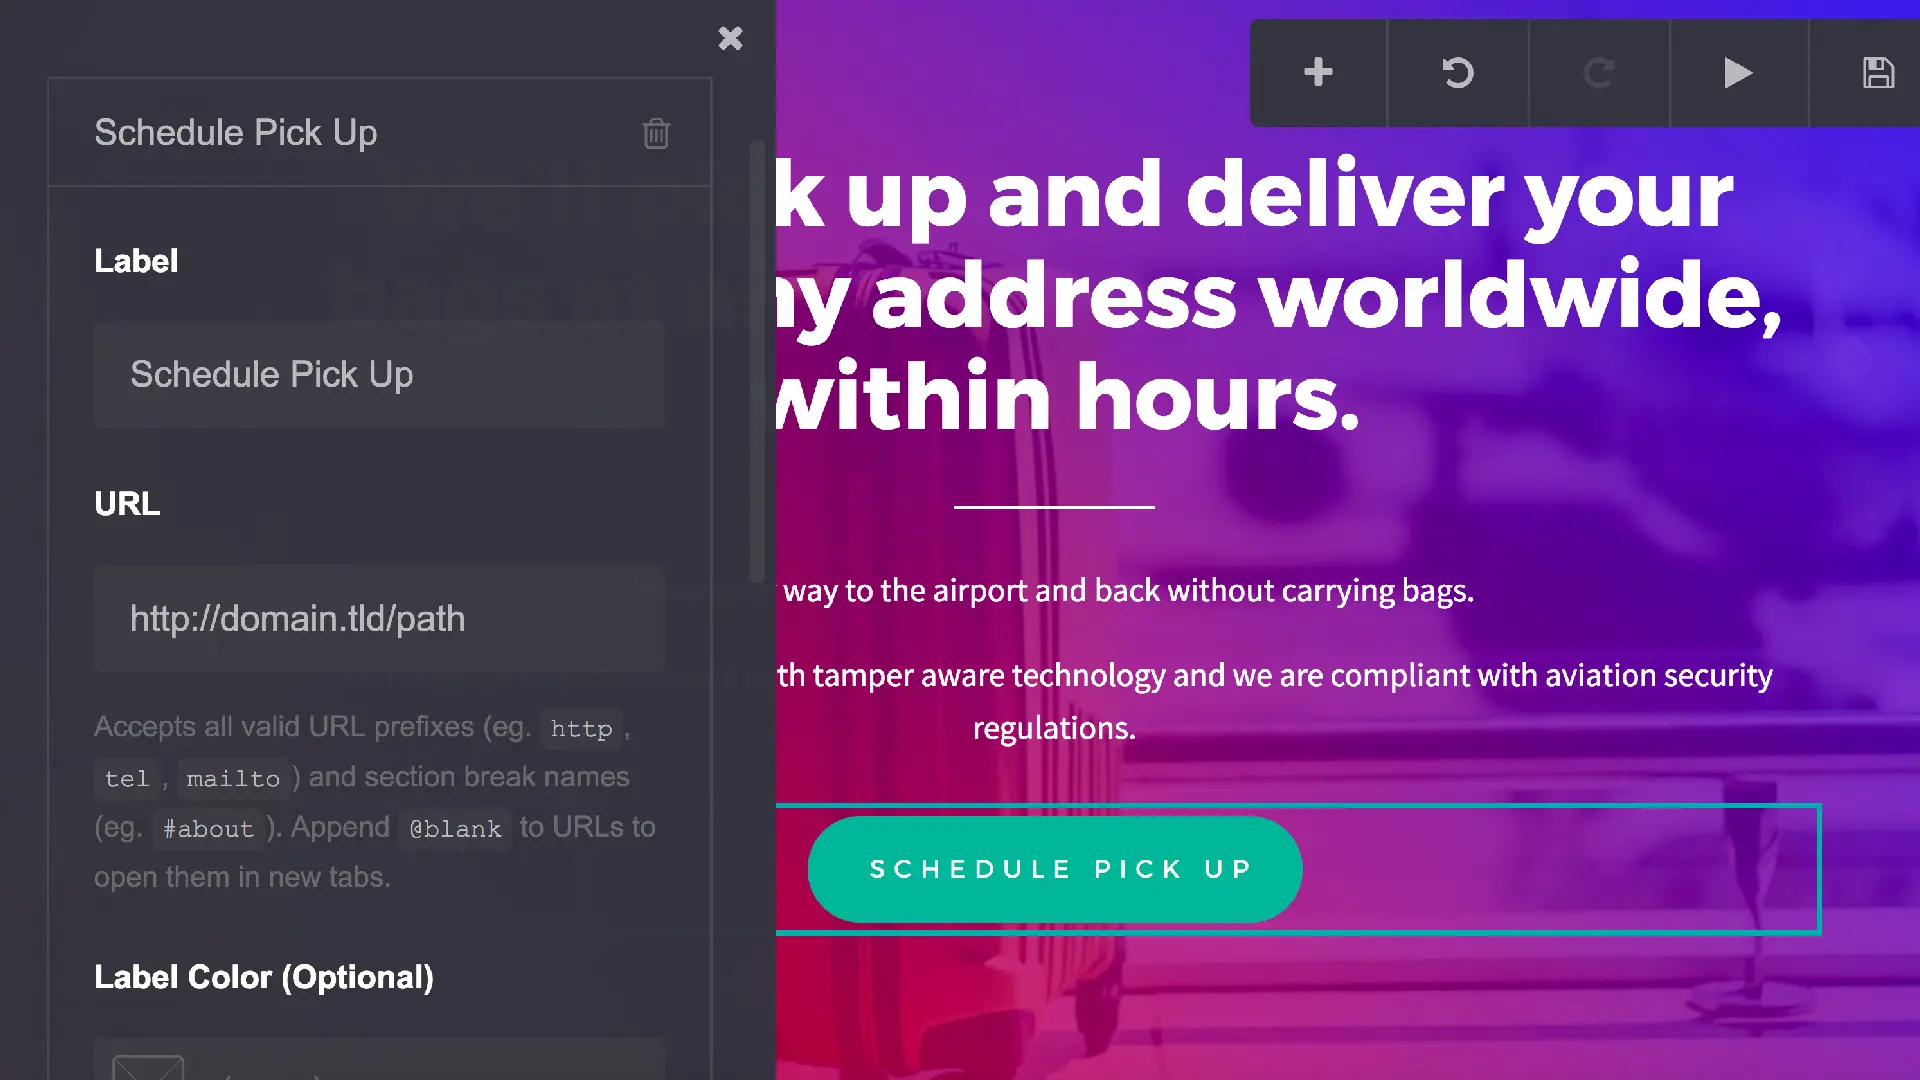 Schedule Pick Up
Label
Schedule Pick Up
URL
http://domain.tld/path
Accepts all valid URL prefixes (eg. http,
tel, mailto) and section break names
(eg. #about). Append @blank to URLs to
open them in new tabs.
Label Color (Optional)
k up and deliver your
ny address worldwide,
within hours.
way to the airport and back without carrying bags.
th tamper aware technology and we are compliant with aviation security
regulations.
SCHEDULE PICK UP